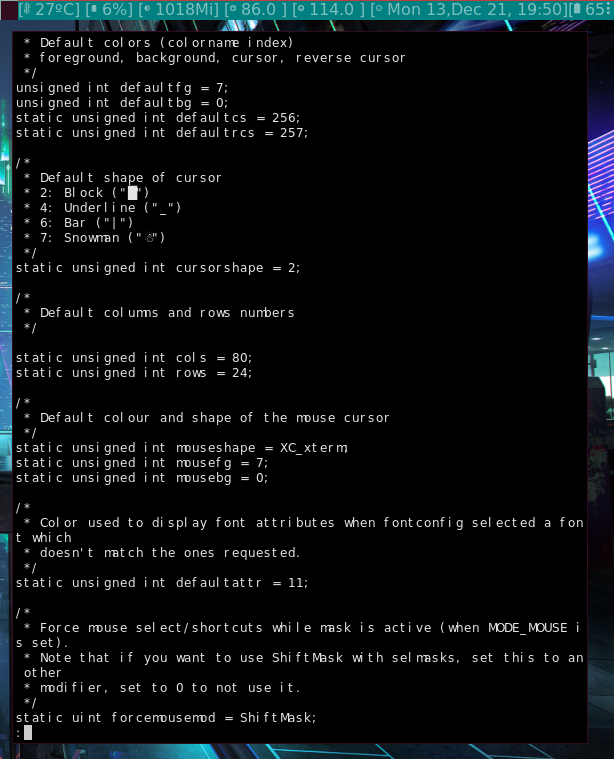 [ 27ºC] [ 6%] [ 1018Mi] [ 86.0 ] [ 114.0 ] [ Mon 13,Dec 21, 19:50][ 65
 * Default colors (colorname index)
 * foreground, background, cursor, reverse cursor
 */
unsigned int defaultfg = 7;
unsigned int defaultbg = 0;
static unsigned int defaultcs = 256;
static unsigned int defaultrcs = 257;
/*
 * Default shape of cursor
 * 2: Block ("█")
 * 4: Underline ("_")
 * 6: Bar ("|")
 * 7: Snowman ("☃")
 */
static unsigned int cursorshape = 2;
/*
 * Default columns and rows numbers
 */
static unsigned int cols = 80;
static unsigned int rows = 24;
/*
 * Default colour and shape of the mouse cursor
 */
static unsigned int mouseshape = XC_xterm;
static unsigned int mousefg = 7;
static unsigned int mousebg = 0;
/*
 * Color used to display font attributes when fontconfig selected a fon
t which
 * doesn't match the ones requested.
 */
static unsigned int defaultattr = 11;
/*
 * Force mouse select/shortcuts while mask is active (when MODE_MOUSE i
s set).
 * Note that if you want to use ShiftMask with selmasks, set this to an
other
 * modifier, set to 0 to not use it.
 */
static uint forcemousemod = ShiftMask;
: